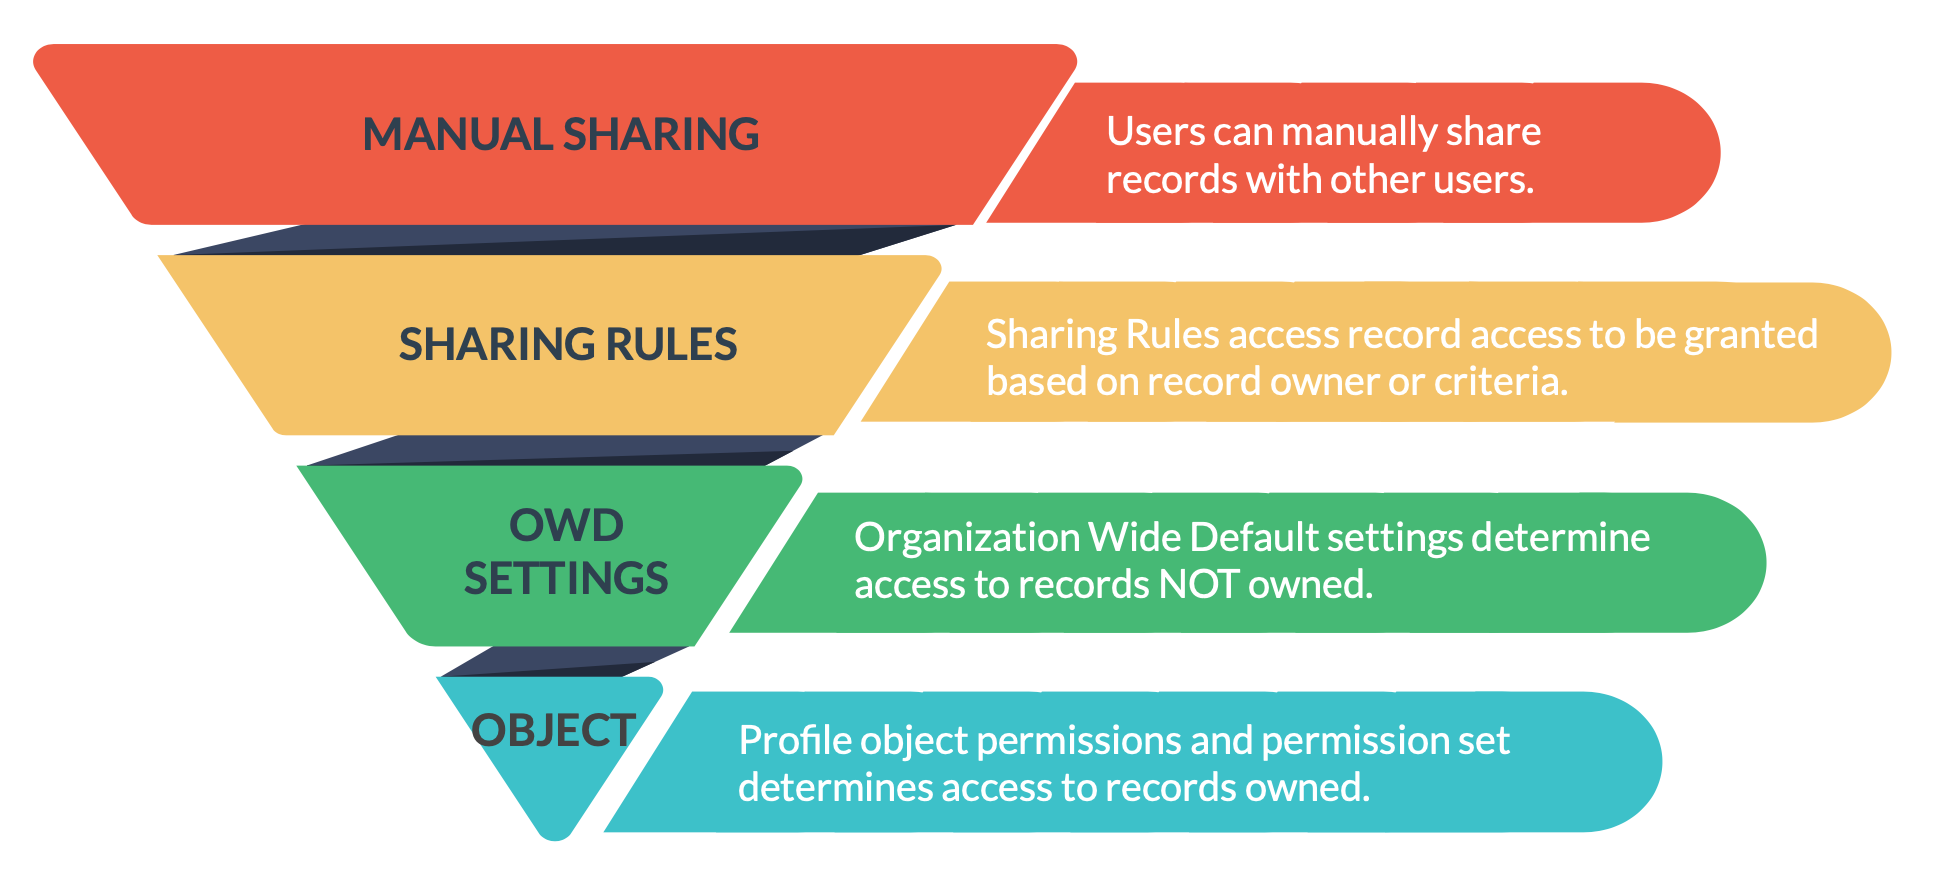 MANUAL SHARING
Users can manually share
records with other users.
SHARING RULES
Sharing Rules access record access to be granted
based on record owner or criteria.
OWD
SETTINGS
Organization Wide Default settings determine
access to records NOT owned.
OBJECT
Profile object permissions and permission set
determines access to records owned.